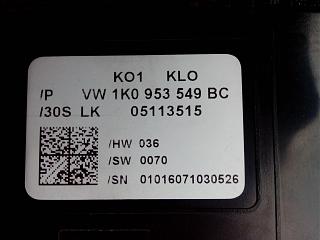 KO1 KLO
/P VW 1K0 953 549 BC
/30S LK 05113515
/HW 036
/SW 0070
/SN 01016071030526